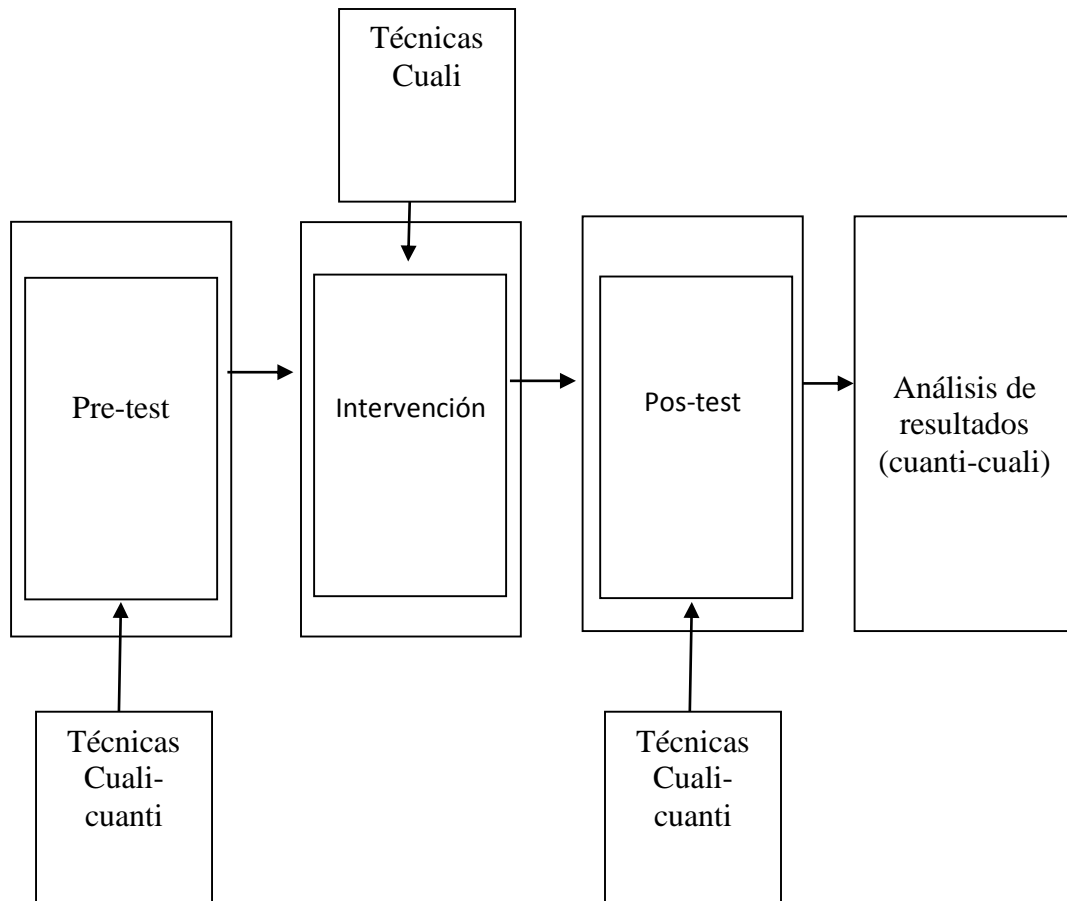 Técnicas
Cuali
Pre-test
Intervención
Pos-test
Análisis de
resultados
(cuanti-cuali)
Técnicas
Cuali-
cuanti
Técnicas
Cuali-
cuanti